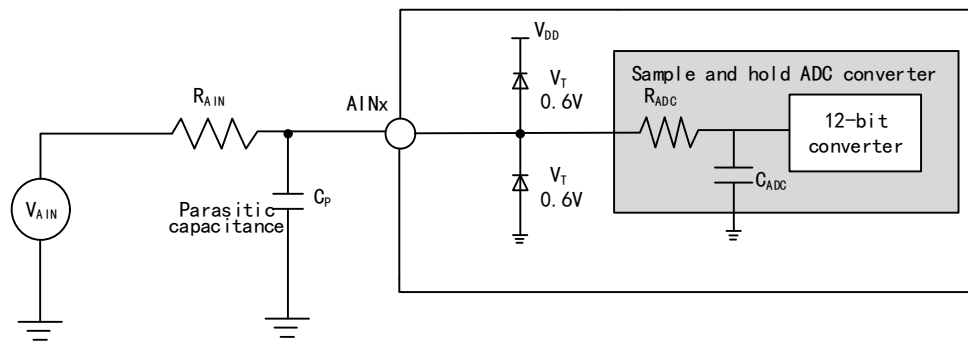 V_DD
Sample and hold ADC converter
V_T
0.6V
R_AIN
AINx
R_ADC
12-bit
converter
V_T
0.6V
C_ADC
V_AIN
C_P
Parasitic
capacitance